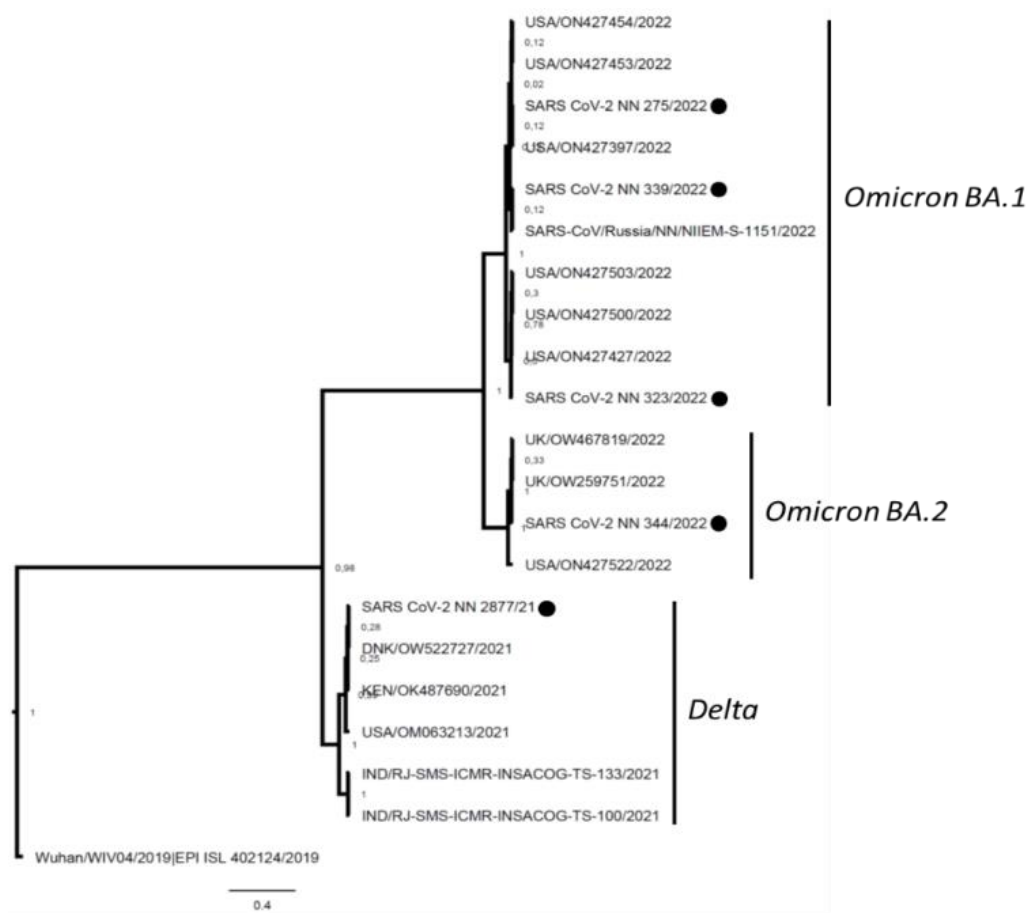 USA/ON427454/2022
0,12
USA/ON427453/2022
0,02
SARS CoV-2 NN 275/2022
0,12
USA/ON427397/2022
SARS CoV-2 NN 339/2022
Omicron BA.1
0,12
SARS-CoV/Russia/NN/NIIEM-S-1151/2022
1
USA/ON427503/2022
0,3
USA/ON427500/2022
0,78
USA/ON427427/2022
1
SARS CoV-2 NN 323/2022
UK/OW467819/2022
0,33
UK/OW259751/2022
1
Omicron BA.2
SARS CoV-2 NN 344/2022
1
USA/ON427522/2022
0,98
SARS CoV-2 NN 2877/21
0,28
DNK/OW522727/2021
0,25
KEN/OK487690/2021
Delta
1
USA/OM063213/2021
1
IND/RJ-SMS-ICMR-INSACOG-TS-133/2021
1
IND/RJ-SMS-ICMR-INSACOG-TS-100/2021
Wuhan/WIV04/2019|EPI ISL 402124/2019
0.4